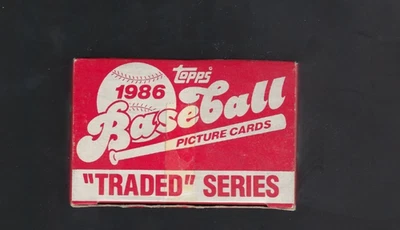 topps
1986
Baseball
PICTURE CARDS
"TRADED" SERIES